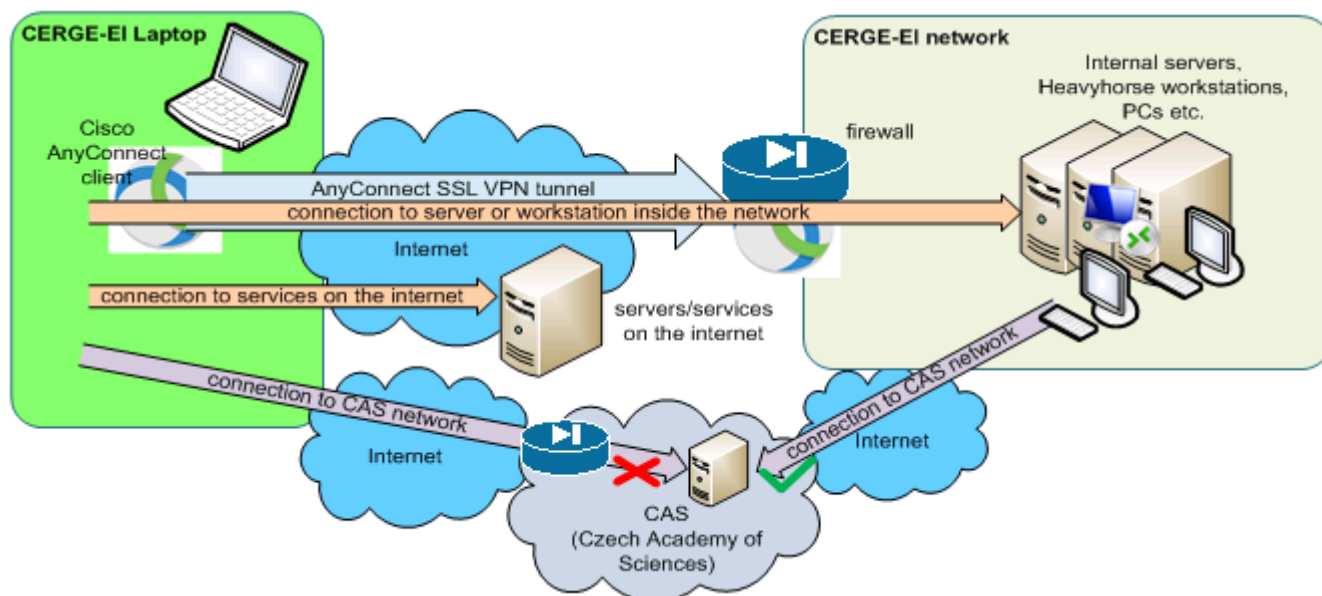 CERGE-EI Laptop
Cisco
AnyConnect
client
CERGE-EI network
Internal servers,
Heavyhorse workstations,
PCs etc.
firewall
AnyConnect SSL VPN tunnel
connection to server or workstation inside the network
Internet
connection to services on the internet
servers/services
on the internet
connection to CAS network
Internet
connection to CAS network
Internet
CAS
(Czech Academy of
Sciences)